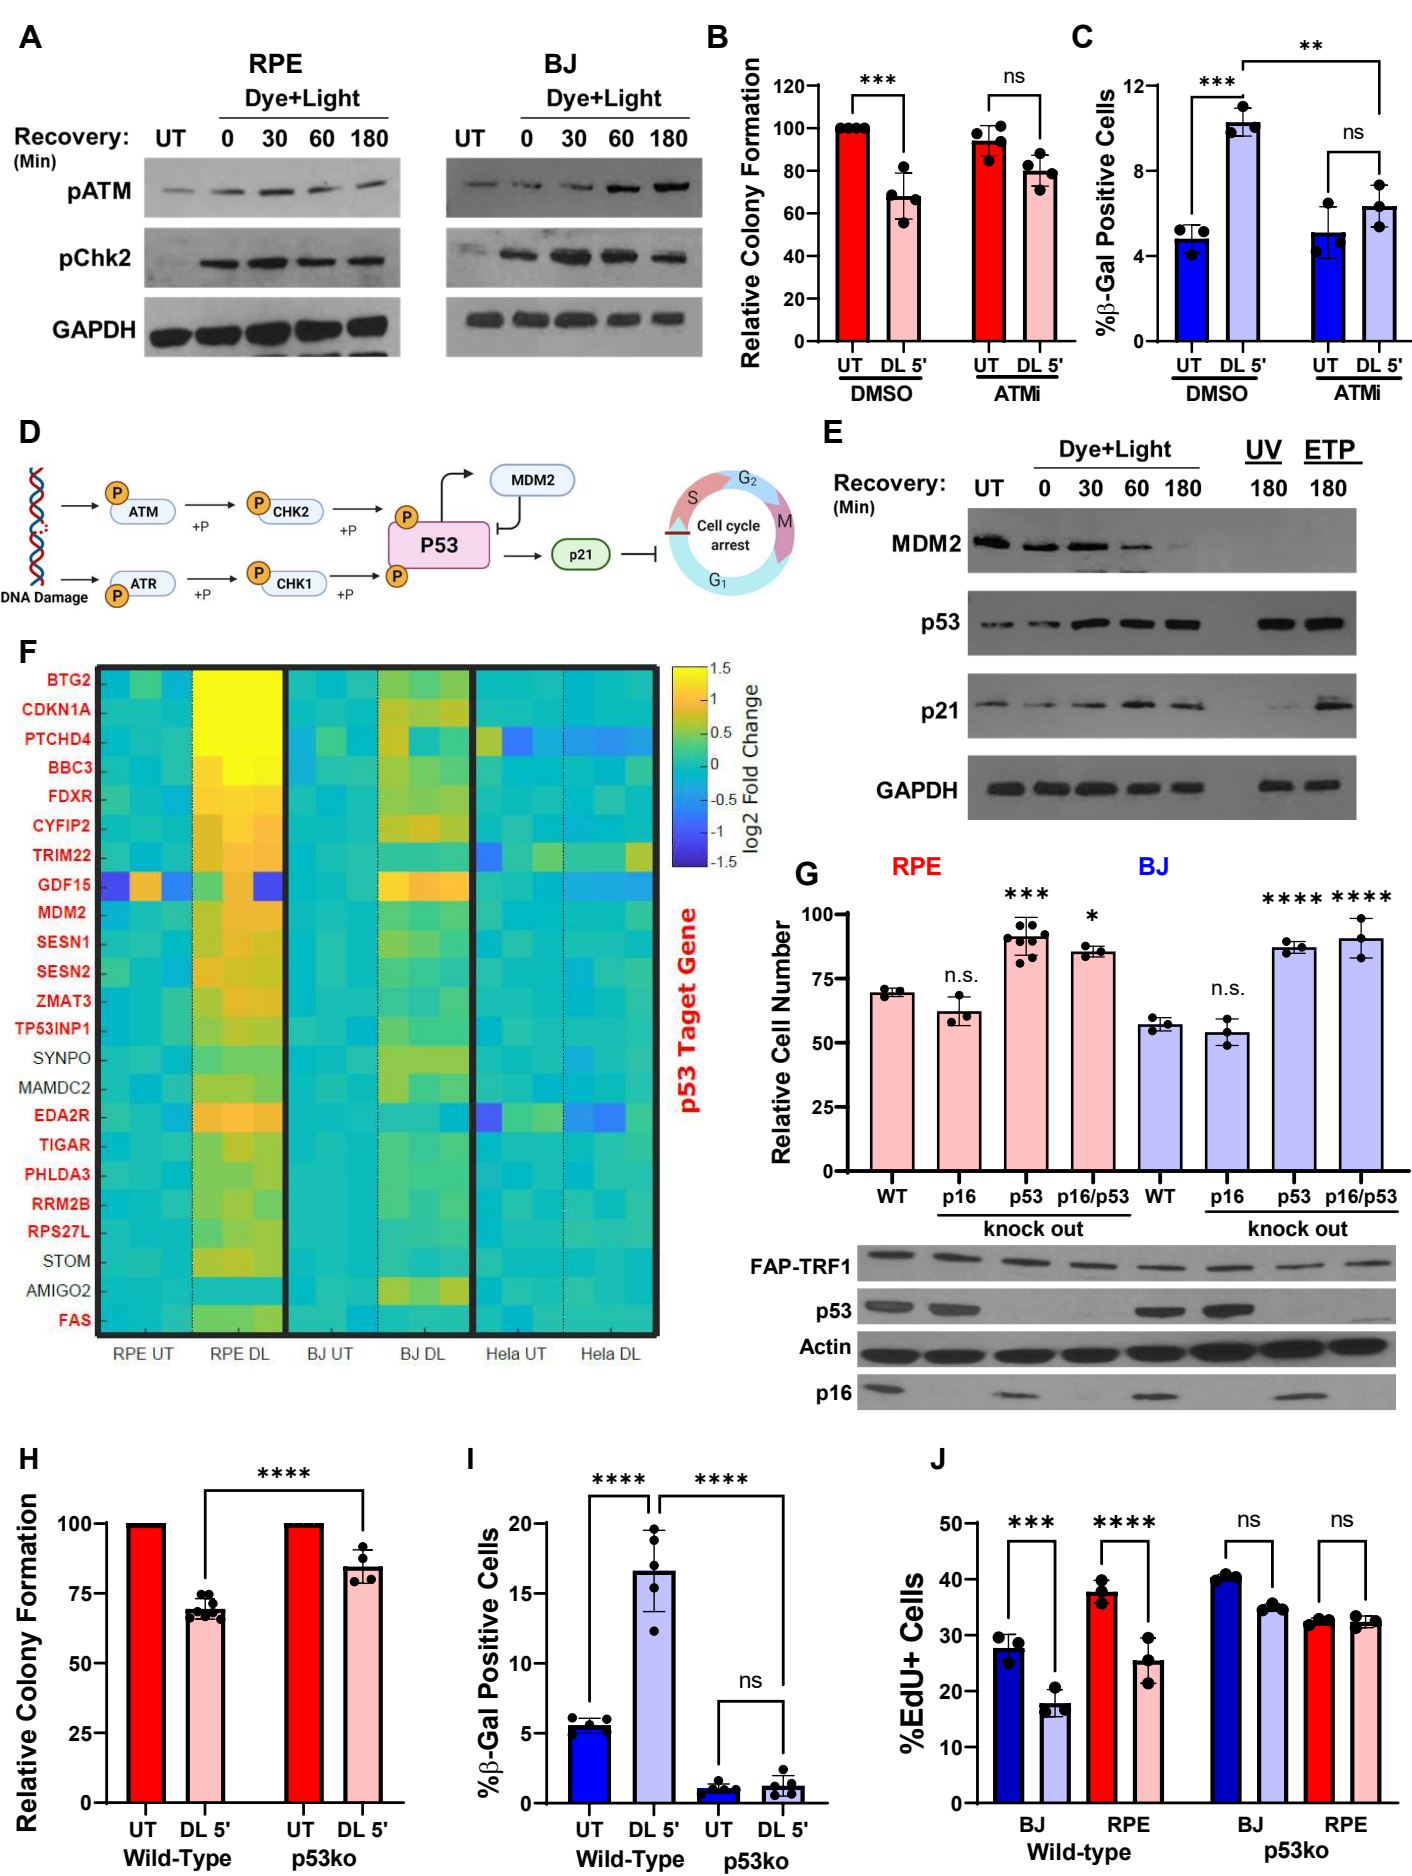 A
RPE
BJ
Dye+Light
Dye+Light
Recovery:
(Min)
UT 0 30 60 180
UT 0 30 60 180
pATM
pChk2
GAPDH
B
Relative Colony Formation
120
100
80
60
40
20
0
***
ns
UT DL 5' UT DL 5'
DMSO ATMi
C
%β-Gal Positive Cells
12
8
4
0
***
**
ns
UT DL 5' UT DL 5'
DMSO ATMi
D
DNA Damage
P
ATM
+P
P
CHK2
+P
P
ATR
P
+P
P
CHK1
+P
P
P53
MDM2
p21
Cell cycle
arrest
S
G2
M
G1
E
Dye+Light
UV
ETP
Recovery:
(Min)
UT 0 30 60 180 180 180
MDM2
p53
p21
GAPDH
F
BTG2
CDKN1A
PTCHD4
BBC3
FDXR
CYFIP2
TRIM22
GDF15
MDM2
SESN1
SESN2
ZMAT3
TP53INP1
SYNPO
MAMDC2
EDA2R
TIGAR
PHLDA3
RRM2B
RPS27L
STOM
AMIGO2
FAS
RPE UT RPE DL BJ UT BJ DL Hela UT Hela DL
1.5
1
0.5
0
-0.5
-1
-1.5
log2 Fold Change
p53 Taget Gene
G
RPE
BJ
Relative Cell Number
100
75
50
25
0
n.s.
***
*
n.s.
****
****
WT p16 p53 p16/p53 WT p16 p53 p16/p53
knock out knock out
FAP-TRF1
p53
Actin
p16
H
Relative Colony Formation
100
75
50
25
0
****
UT DL 5' UT DL 5'
Wild-Type p53ko
I
%β-Gal Positive Cells
20
15
10
5
0
****
****
ns
UT DL 5' UT DL 5'
Wild-Type p53ko
J
%EdU+ Cells
50
40
30
20
10
0
***
****
ns
ns
BJ RPE BJ RPE
Wild-type p53ko